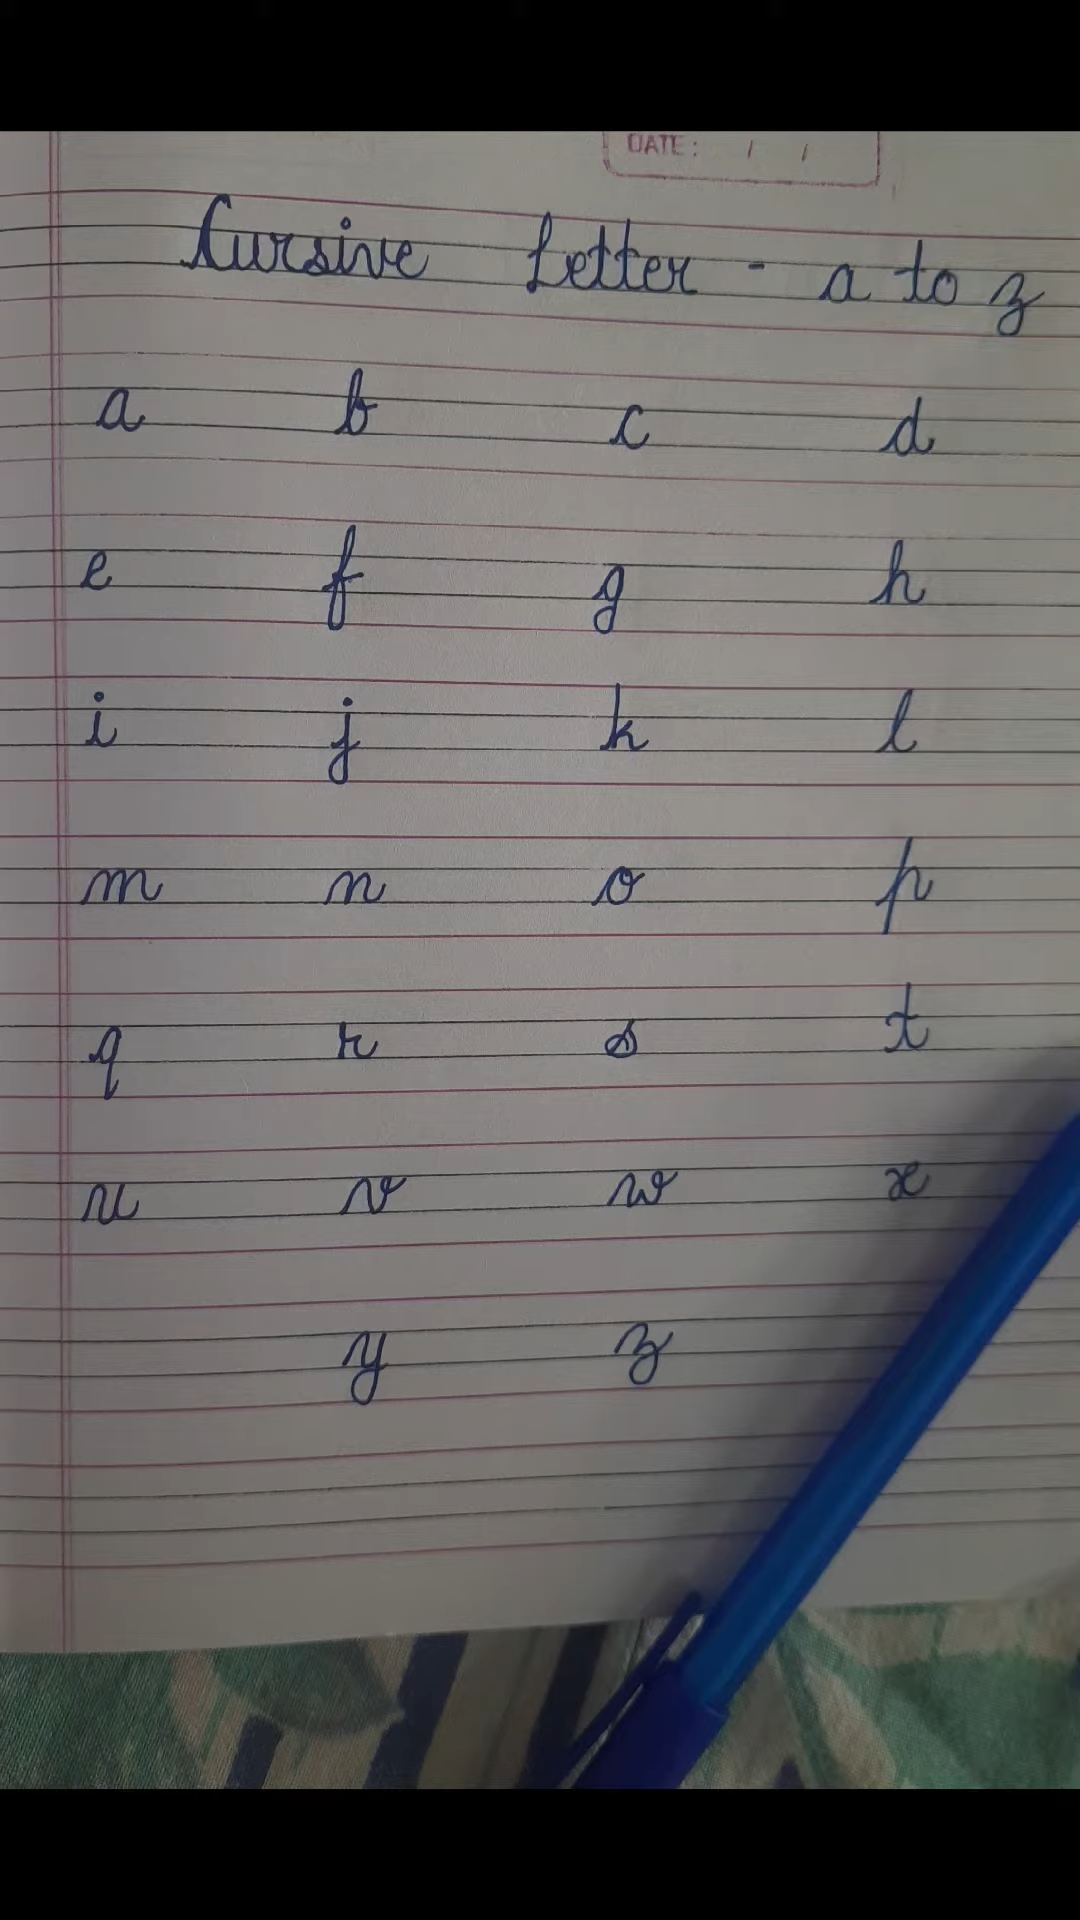 DATE: / /
Cursive Letter - a to z
a b c d
e f g h
i j k l
m n o p
q r s t
u v w x
y z